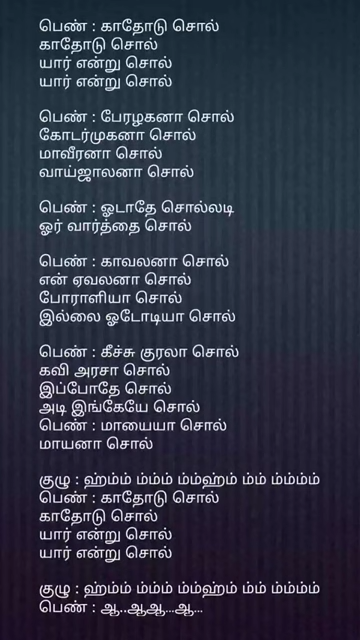 பெண் : காதோடு சொல்
காதோடு சொல்
யார் என்று சொல்
யார் என்று சொல்
பெண் : பேரழகனா சொல்
கோடர்முகனா சொல்
மாவீரனா சொல்
வாய்ஜாலனா சொல்
பெண் : ஓடாதே சொல்லடி
ஓர் வார்த்தை சொல்
பெண் : காவலனா சொல்
என் ஏவலனா சொல்
போராளியா சொல்
இல்லை ஓடோடியா சொல்
பெண் : கீச்சு குரலா சொல்
கவி அரசா சொல்
இப்போதே சொல்
அடி இங்கேயே சொல்
பெண் : மாயையா சொல்
மாயனா சொல்
குழு : ஹ்ம்ம் ம்ம்ம் ம்ம்ஹ்ம் ம்ம் ம்ம்ம்ம்
பெண் : காதோடு சொல்
காதோடு சொல்
யார் என்று சொல்
யார் என்று சொல்
குழு : ஹ்ம்ம் ம்ம்ம் ம்ம்ஹ்ம் ம்ம் ம்ம்ம்ம்
பெண் : ஆ..ஆஆ...ஆ...